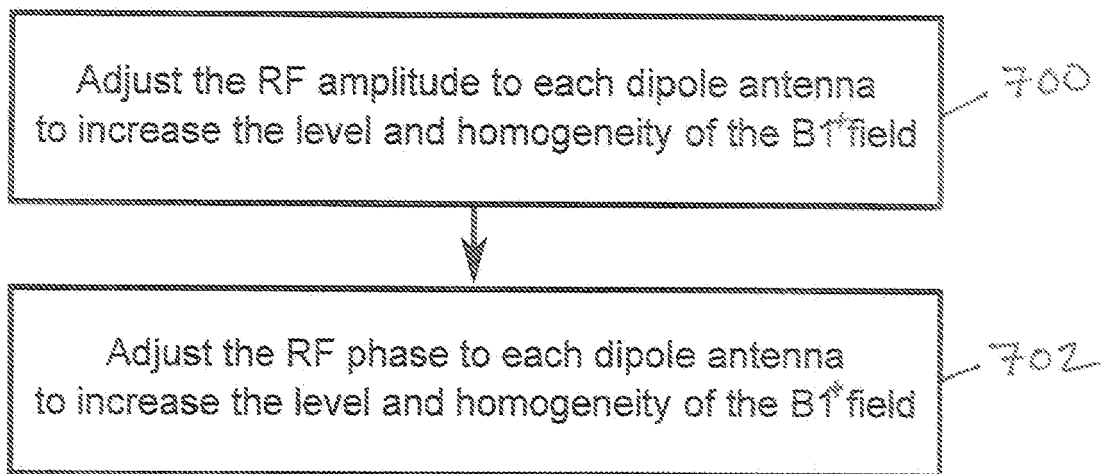 Adjust the RF amplitude to each dipole antenna
to increase the level and homogeneity of the B1⁺ field
700
Adjust the RF phase to each dipole antenna
to increase the level and homogeneity of the B1⁺ field
702